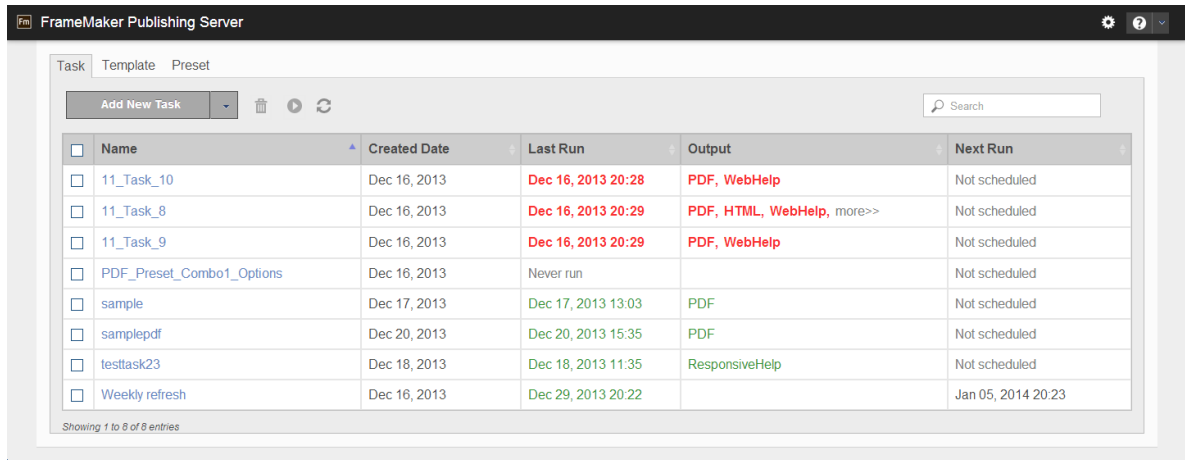 Fm FrameMaker Publishing Server ?
Task Template Preset
Add New Task Search
Name Created Date Last Run Output Next Run
11_Task_10 Dec 16, 2013 Dec 16, 2013 20:28 PDF, WebHelp Not scheduled
11_Task_8 Dec 16, 2013 Dec 16, 2013 20:29 PDF, HTML, WebHelp, more>> Not scheduled
11_Task_9 Dec 16, 2013 Dec 16, 2013 20:29 PDF, WebHelp Not scheduled
PDF_Preset_Combo1_Options Dec 16, 2013 Never run Not scheduled
sample Dec 17, 2013 Dec 17, 2013 13:03 PDF Not scheduled
samplepdf Dec 20, 2013 Dec 20, 2013 15:35 PDF Not scheduled
testtask23 Dec 18, 2013 Dec 18, 2013 11:35 ResponsiveHelp Not scheduled
Weekly refresh Dec 16, 2013 Dec 29, 2013 20:22 Jan 05, 2014 20:23
Showing 1 to 8 of 8 entries